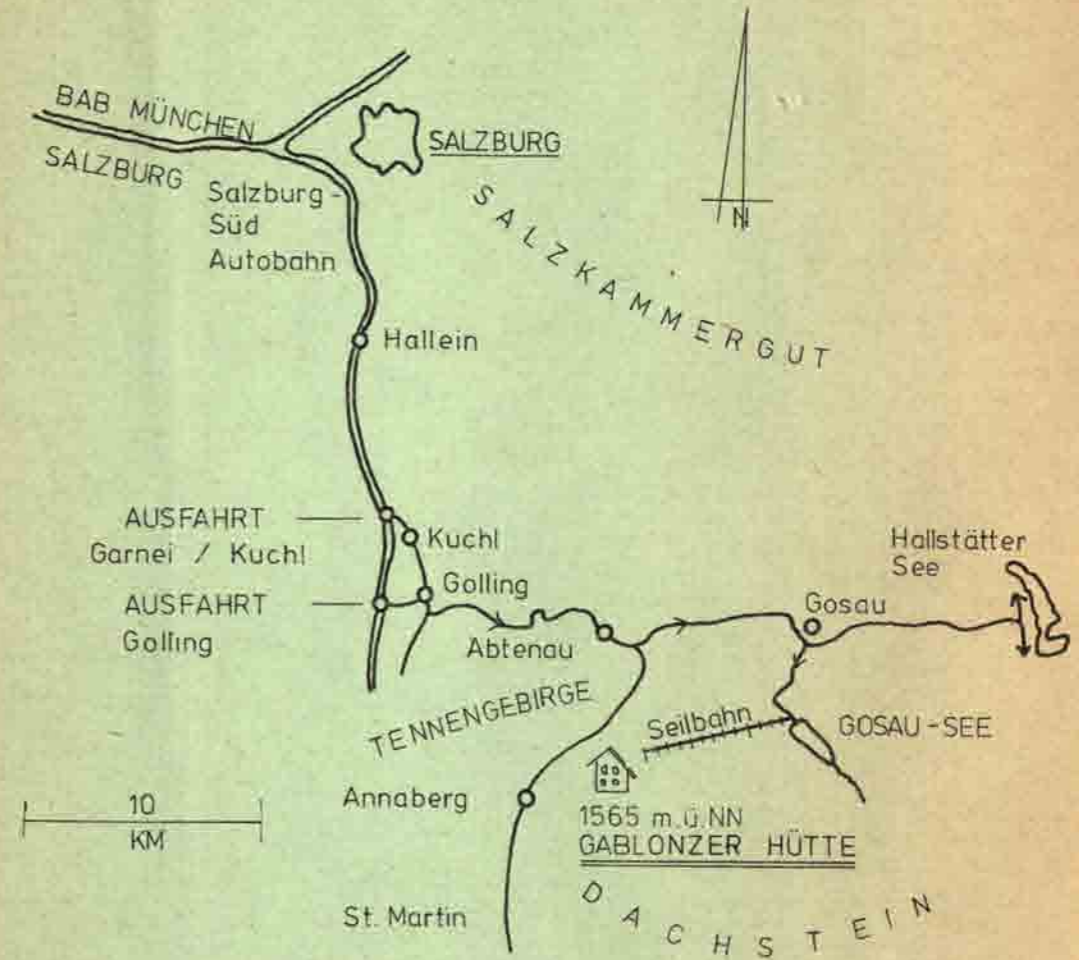 BAB MÜNCHEN
SALZBURG
SALZBURG
Salzburg-
Süd
Autobahn
N
SALZKAMMERGUT
Hallein
AUSFAHRT
Garnei / Kuchl
Kuchl
Golling
AUSFAHRT
Golling
Abtenau
Gosau
Hallstätter
See
TENNENGEBIRGE
Seilbahn
GOSAU-SEE
Annaberg
10
KM
1565 m.ü.NN
GABLONZER HÜTTE
St. Martin
DACHSTEIN